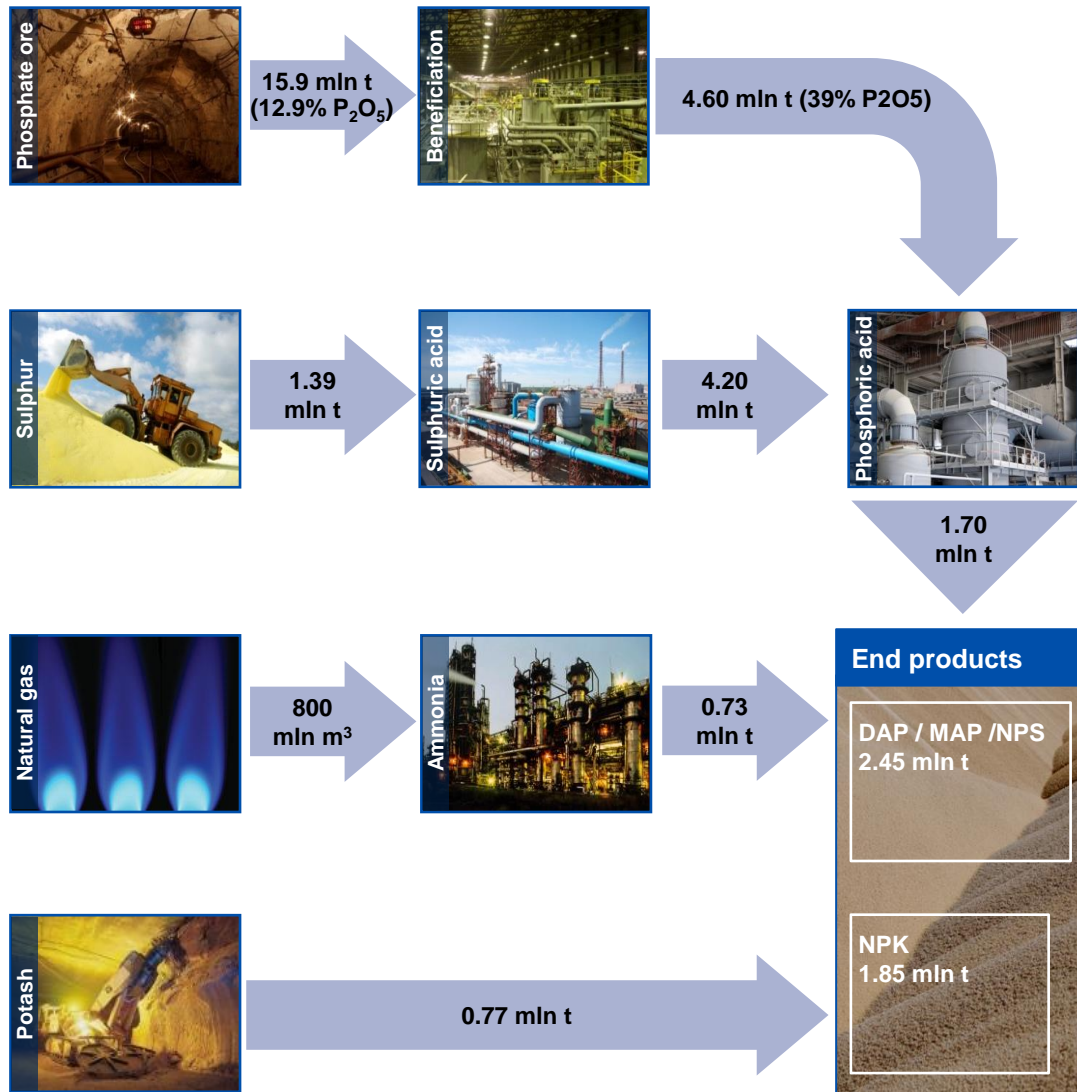 Phosphate ore
15.9 mln t
(12.9% P₂O₅)
Beneficiation
4.60 mln t (39% P2O5)
Sulphur
1.39
mln t
Sulphuric acid
4.20
mln t
Phosphoric acid
1.70
mln t
Natural gas
800
mln m³
Ammonia
0.73
mln t
End products
DAP / MAP /NPS
2.45 mln t
NPK
1.85 mln t
Potash
0.77 mln t